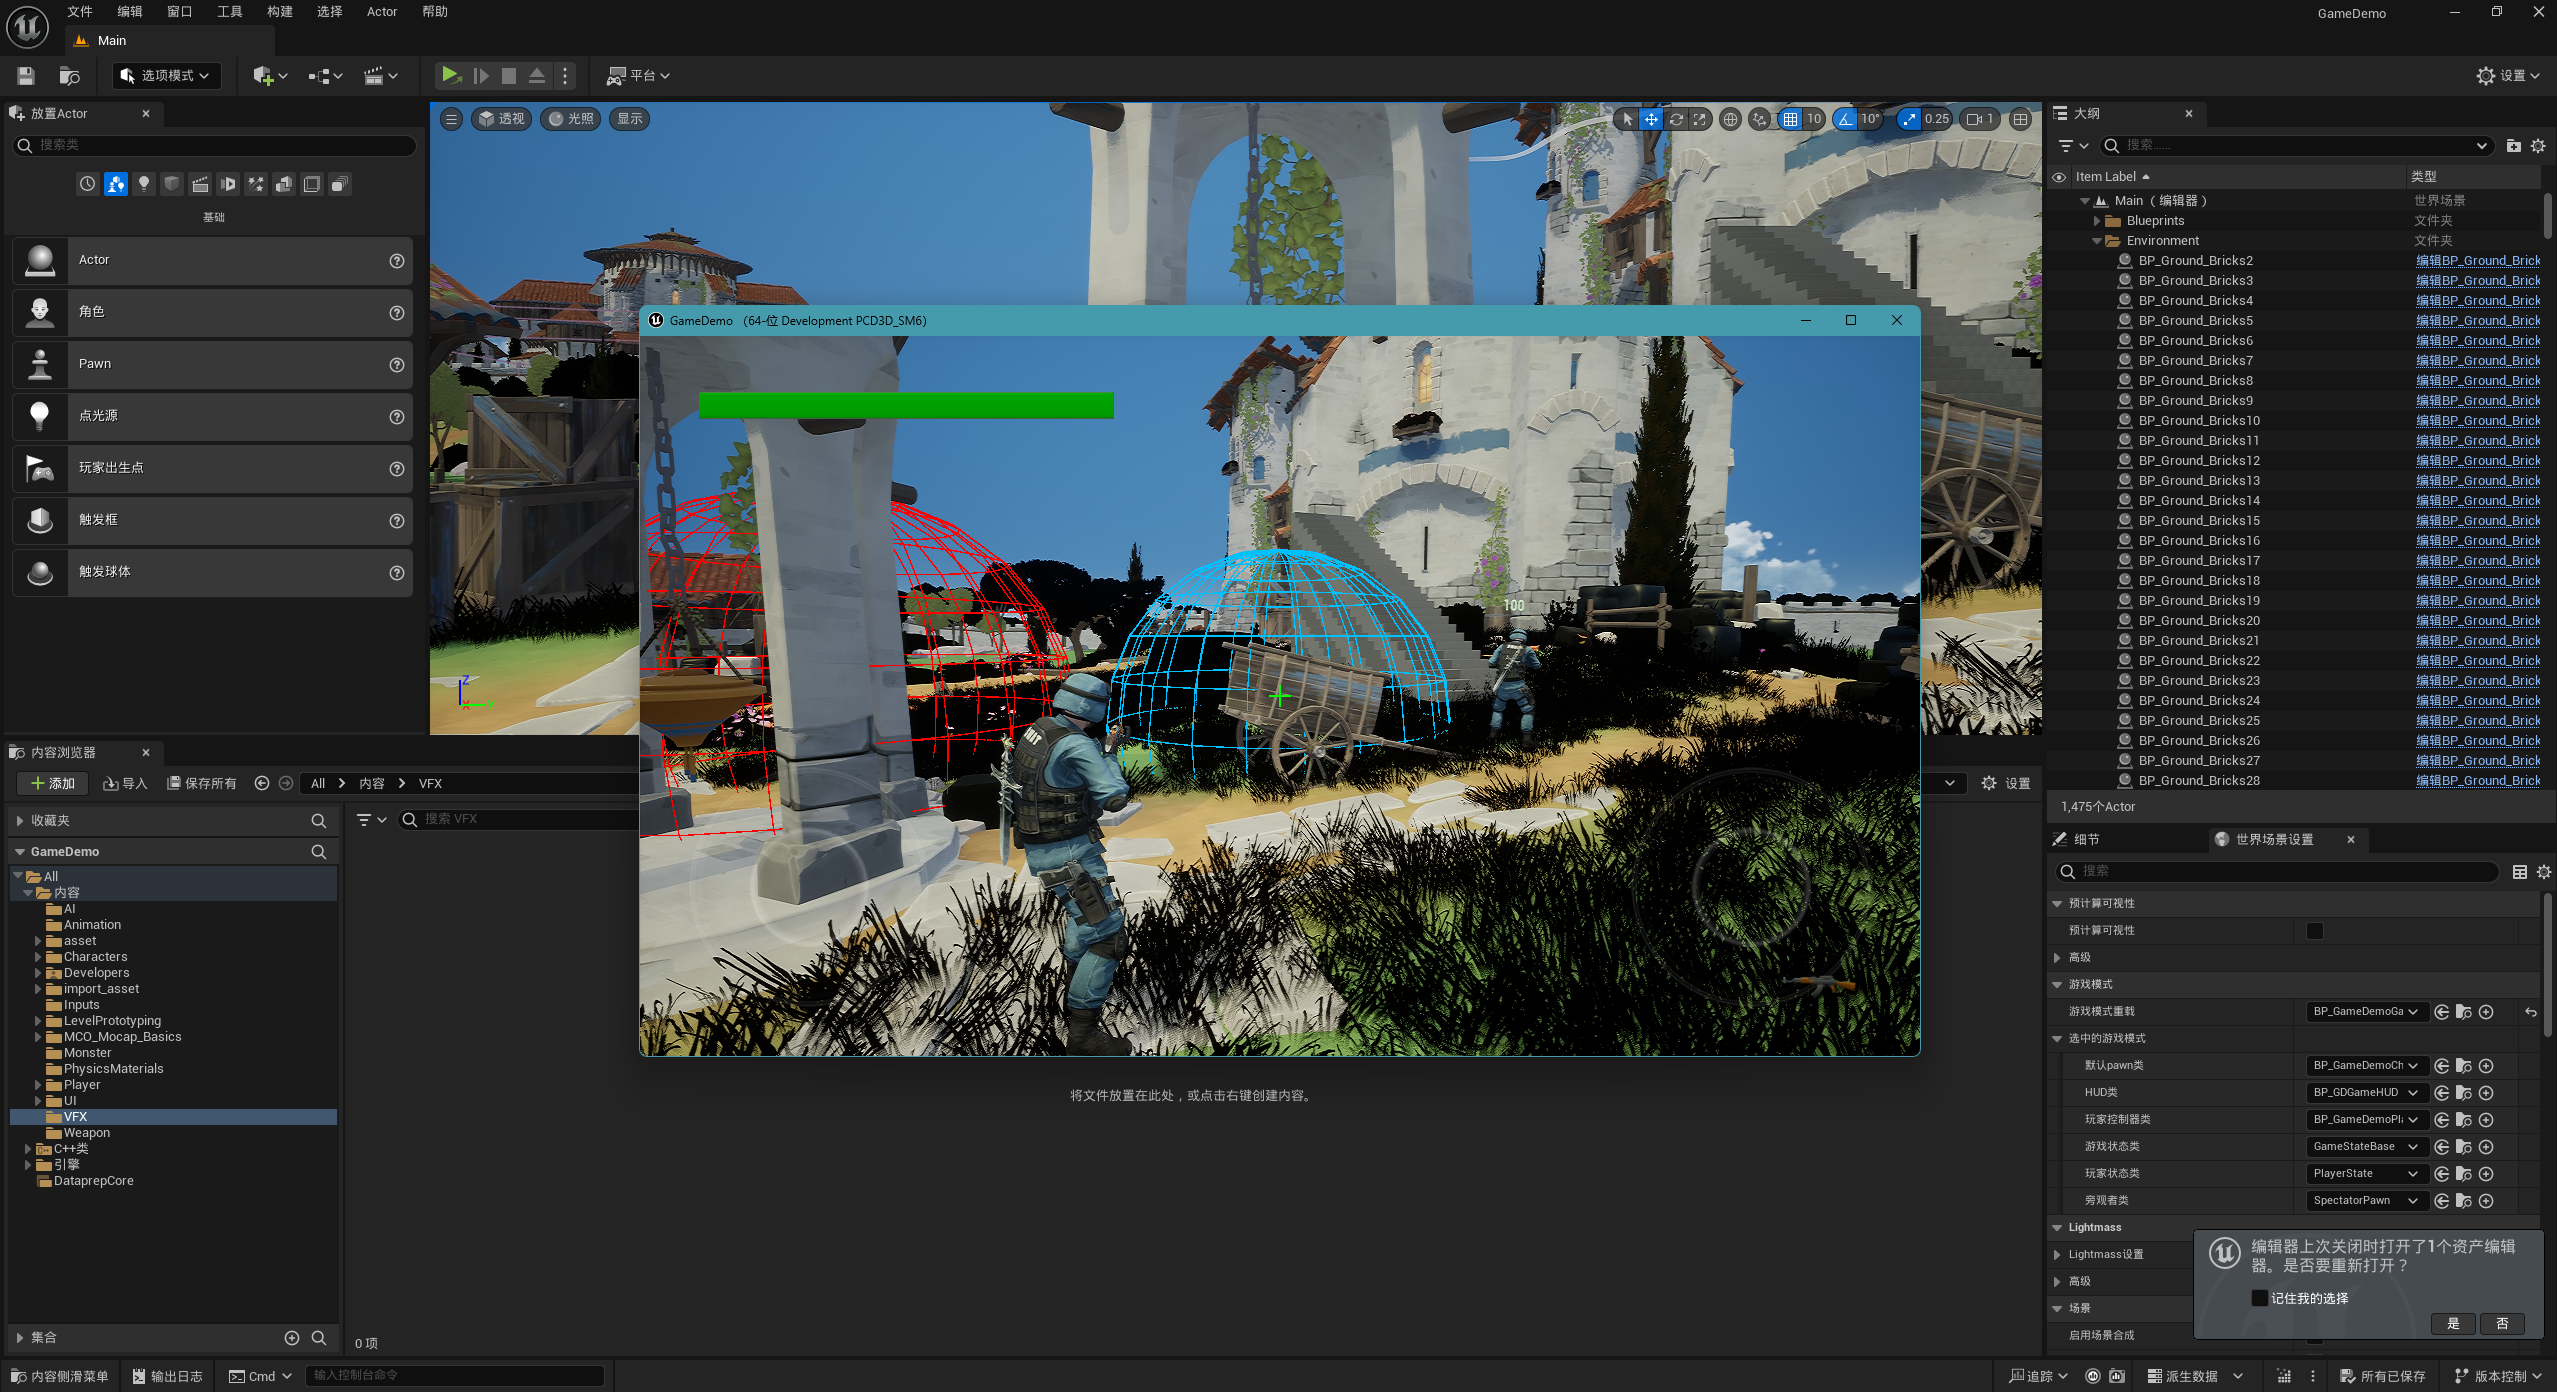 文件 编辑 窗口 工具 构建 选择 Actor 帮助
GameDemo
Main
选项模式
平台
设置
放置Actor
搜索类
基础
Actor
角色
Pawn
点光源
玩家出生点
触发框
触发球体
透视 光照 显示
10 10° 0.25 1
Z
GameDemo （64-位 Development PCD3D_SM6）
100
大纲
搜索......
Item Label 类型
Main （编辑器） 世界场景
Blueprints 文件夹
Environment 文件夹
BP_Ground_Bricks2 编辑BP_Ground_Brick
BP_Ground_Bricks3 编辑BP_Ground_Brick
BP_Ground_Bricks4 编辑BP_Ground_Brick
BP_Ground_Bricks5 编辑BP_Ground_Brick
BP_Ground_Bricks6 编辑BP_Ground_Brick
BP_Ground_Bricks7 编辑BP_Ground_Brick
BP_Ground_Bricks8 编辑BP_Ground_Brick
BP_Ground_Bricks9 编辑BP_Ground_Brick
BP_Ground_Bricks10 编辑BP_Ground_Brick
BP_Ground_Bricks11 编辑BP_Ground_Brick
BP_Ground_Bricks12 编辑BP_Ground_Brick
BP_Ground_Bricks13 编辑BP_Ground_Brick
BP_Ground_Bricks14 编辑BP_Ground_Brick
BP_Ground_Bricks15 编辑BP_Ground_Brick
BP_Ground_Bricks16 编辑BP_Ground_Brick
BP_Ground_Bricks17 编辑BP_Ground_Brick
BP_Ground_Bricks18 编辑BP_Ground_Brick
BP_Ground_Bricks19 编辑BP_Ground_Brick
BP_Ground_Bricks20 编辑BP_Ground_Brick
BP_Ground_Bricks21 编辑BP_Ground_Brick
BP_Ground_Bricks22 编辑BP_Ground_Brick
BP_Ground_Bricks23 编辑BP_Ground_Brick
BP_Ground_Bricks24 编辑BP_Ground_Brick
BP_Ground_Bricks25 编辑BP_Ground_Brick
BP_Ground_Bricks26 编辑BP_Ground_Brick
BP_Ground_Bricks27 编辑BP_Ground_Brick
BP_Ground_Bricks28 编辑BP_Ground_Brick
1,475个Actor
内容浏览器
添加 导入 保存所有 All 内容 VFX
设置
收藏夹
搜索 VFX
GameDemo
All
内容
AI
Animation
asset
Characters
Developers
import_asset
Inputs
LevelPrototyping
MCO_Mocap_Basics
Monster
PhysicsMaterials
Player
UI
VFX
Weapon
C++类
引擎
DataprepCore
集合
将文件放置在此处，或点击右键创建内容。
0 项
细节 世界场景设置
搜索
预计算可视性
预计算可视性
高级
游戏模式
游戏模式重载 BP_GameDemoGa
选中的游戏模式
默认pawn类 BP_GameDemoCh
HUD类 BP_GDGameHUD
玩家控制器类 BP_GameDemoPla
游戏状态类 GameStateBase
玩家状态类 PlayerState
旁观者类 SpectatorPawn
Lightmass
Lightmass设置
高级
场景
启用场景合成
编辑器上次关闭时打开了1个资产编辑
器。是否要重新打开？
记住我的选择
是 否
内容侧滑菜单 输出日志 Cmd 输入控制台命令
追踪 派生数据 所有已保存 版本控制